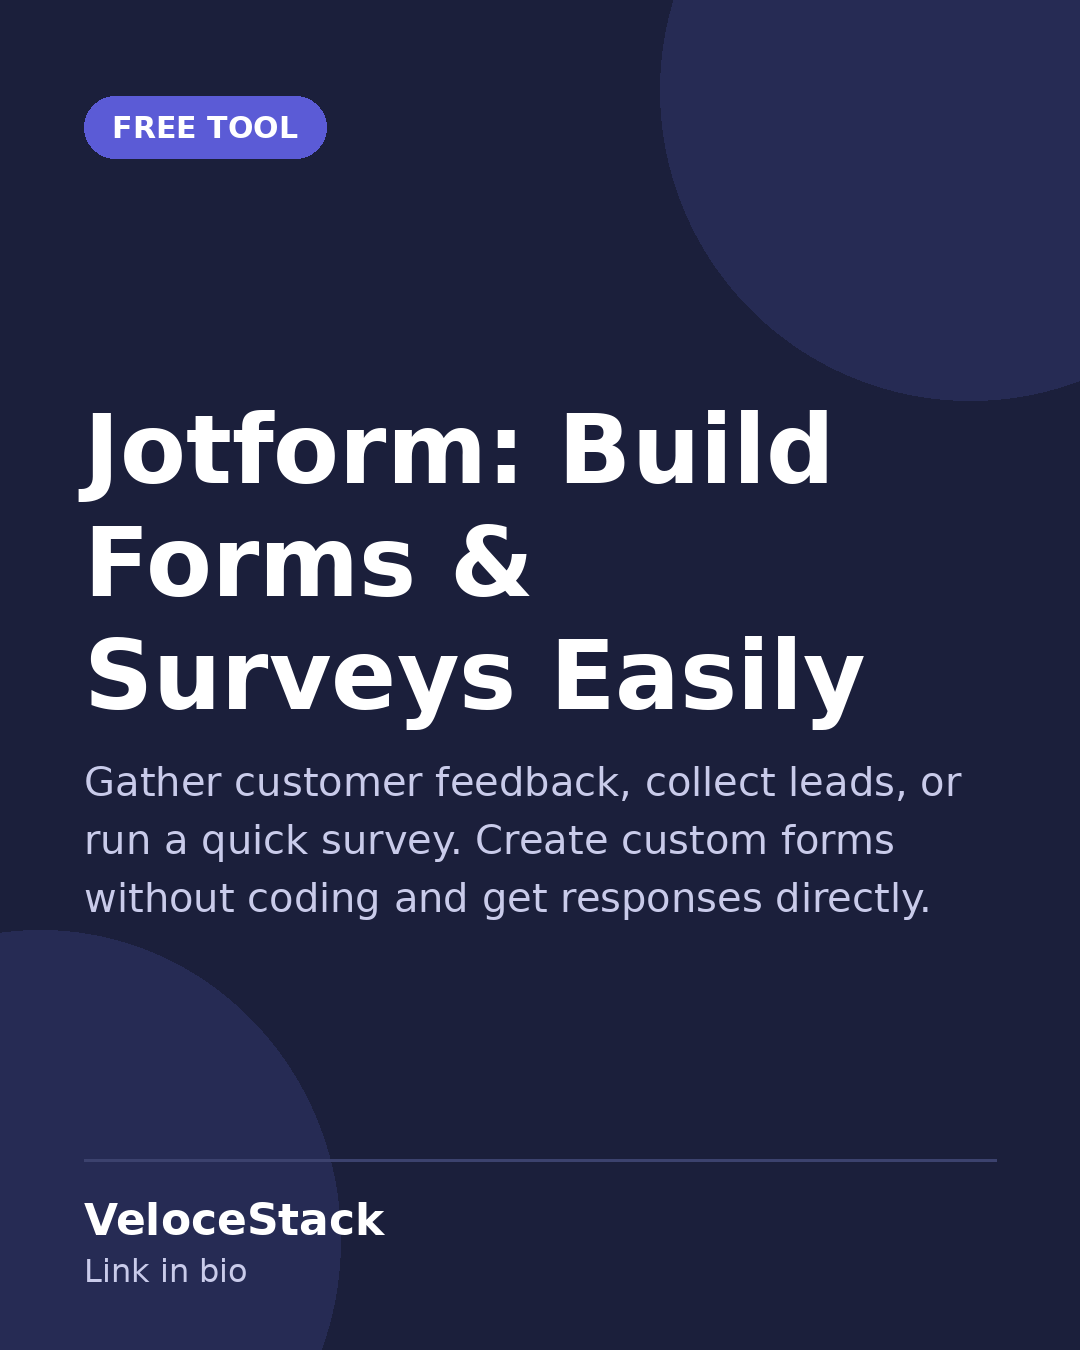 FREE TOOL
Jotform: Build
Forms &
Surveys Easily
Gather customer feedback, collect leads, or
run a quick survey. Create custom forms
without coding and get responses directly.
VeloceStack
Link in bio